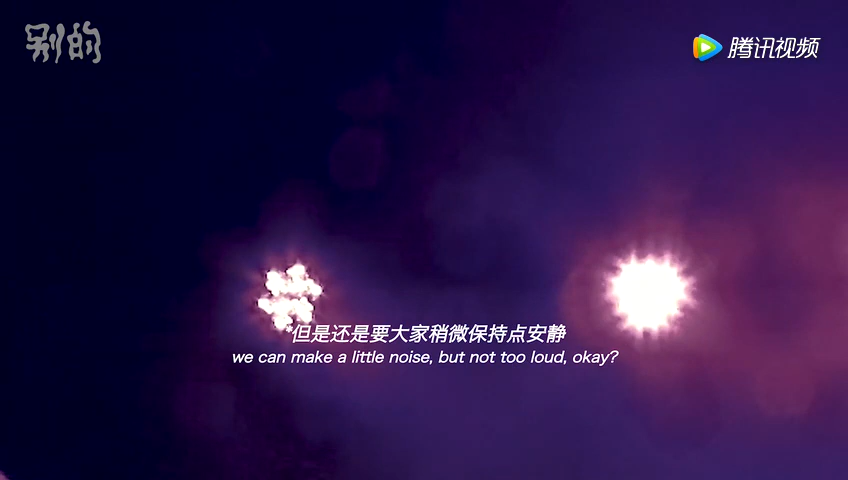 别的
腾讯视频
*但是还是要大家稍微保持点安静
we can make a little noise, but not too loud, okay?